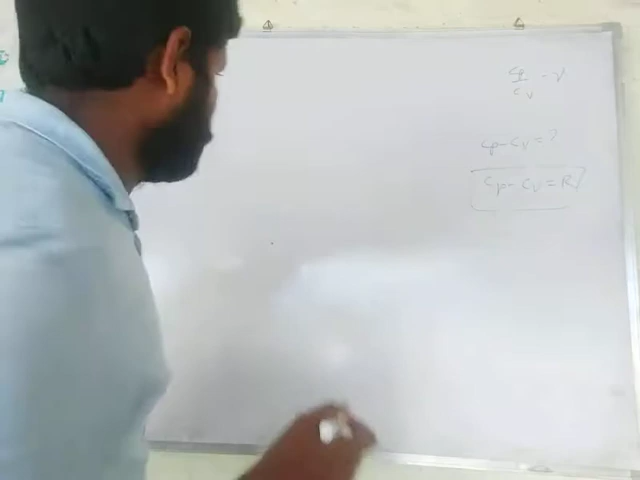 Cp/Cv = γ
Cp - Cv = ?
Cp - Cv = R